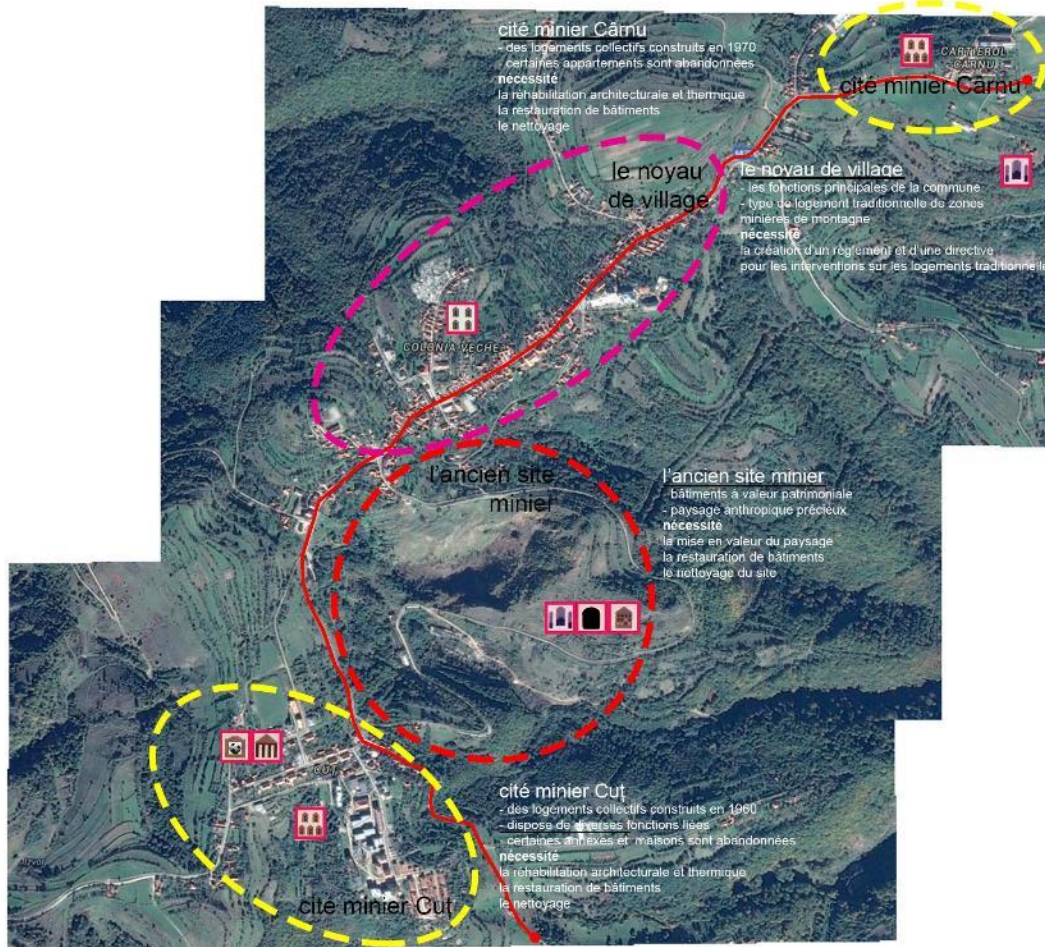 cité minier Cârnu
- des logements collectifs construits en 1970
- certaines appartements sont abandonnées
nécessité
la réhabilitation architecturale et thermique
la restauration de bâtiments
le nettoyage
CARTIERUL
CÂRNU
cité minier Cârnu
le noyau
de village
le noyau de village
- les fonctions principales de la commune
- type de logement traditionnelle de zones
minières de montagne
nécessité
la création d'un règlement et d'une directive
pour les interventions sur les logements traditionnelle
COLONIA VECHE
l'ancien site
minier
l'ancien site minier
- bâtiments à valeur patrimoniale
- paysage anthropique précieux
nécessité
la mise en valeur du paysage
la restauration de bâtiments
le nettoyage du site
CUT
cité minier Cut
cité minier Cut
- des logements collectifs construits en 1960
- dispose de diverses fonctions liées
- certaines annexes et maisons sont abandonnées
nécessité
la réhabilitation architecturale et thermique
la restauration de bâtiments
le nettoyage